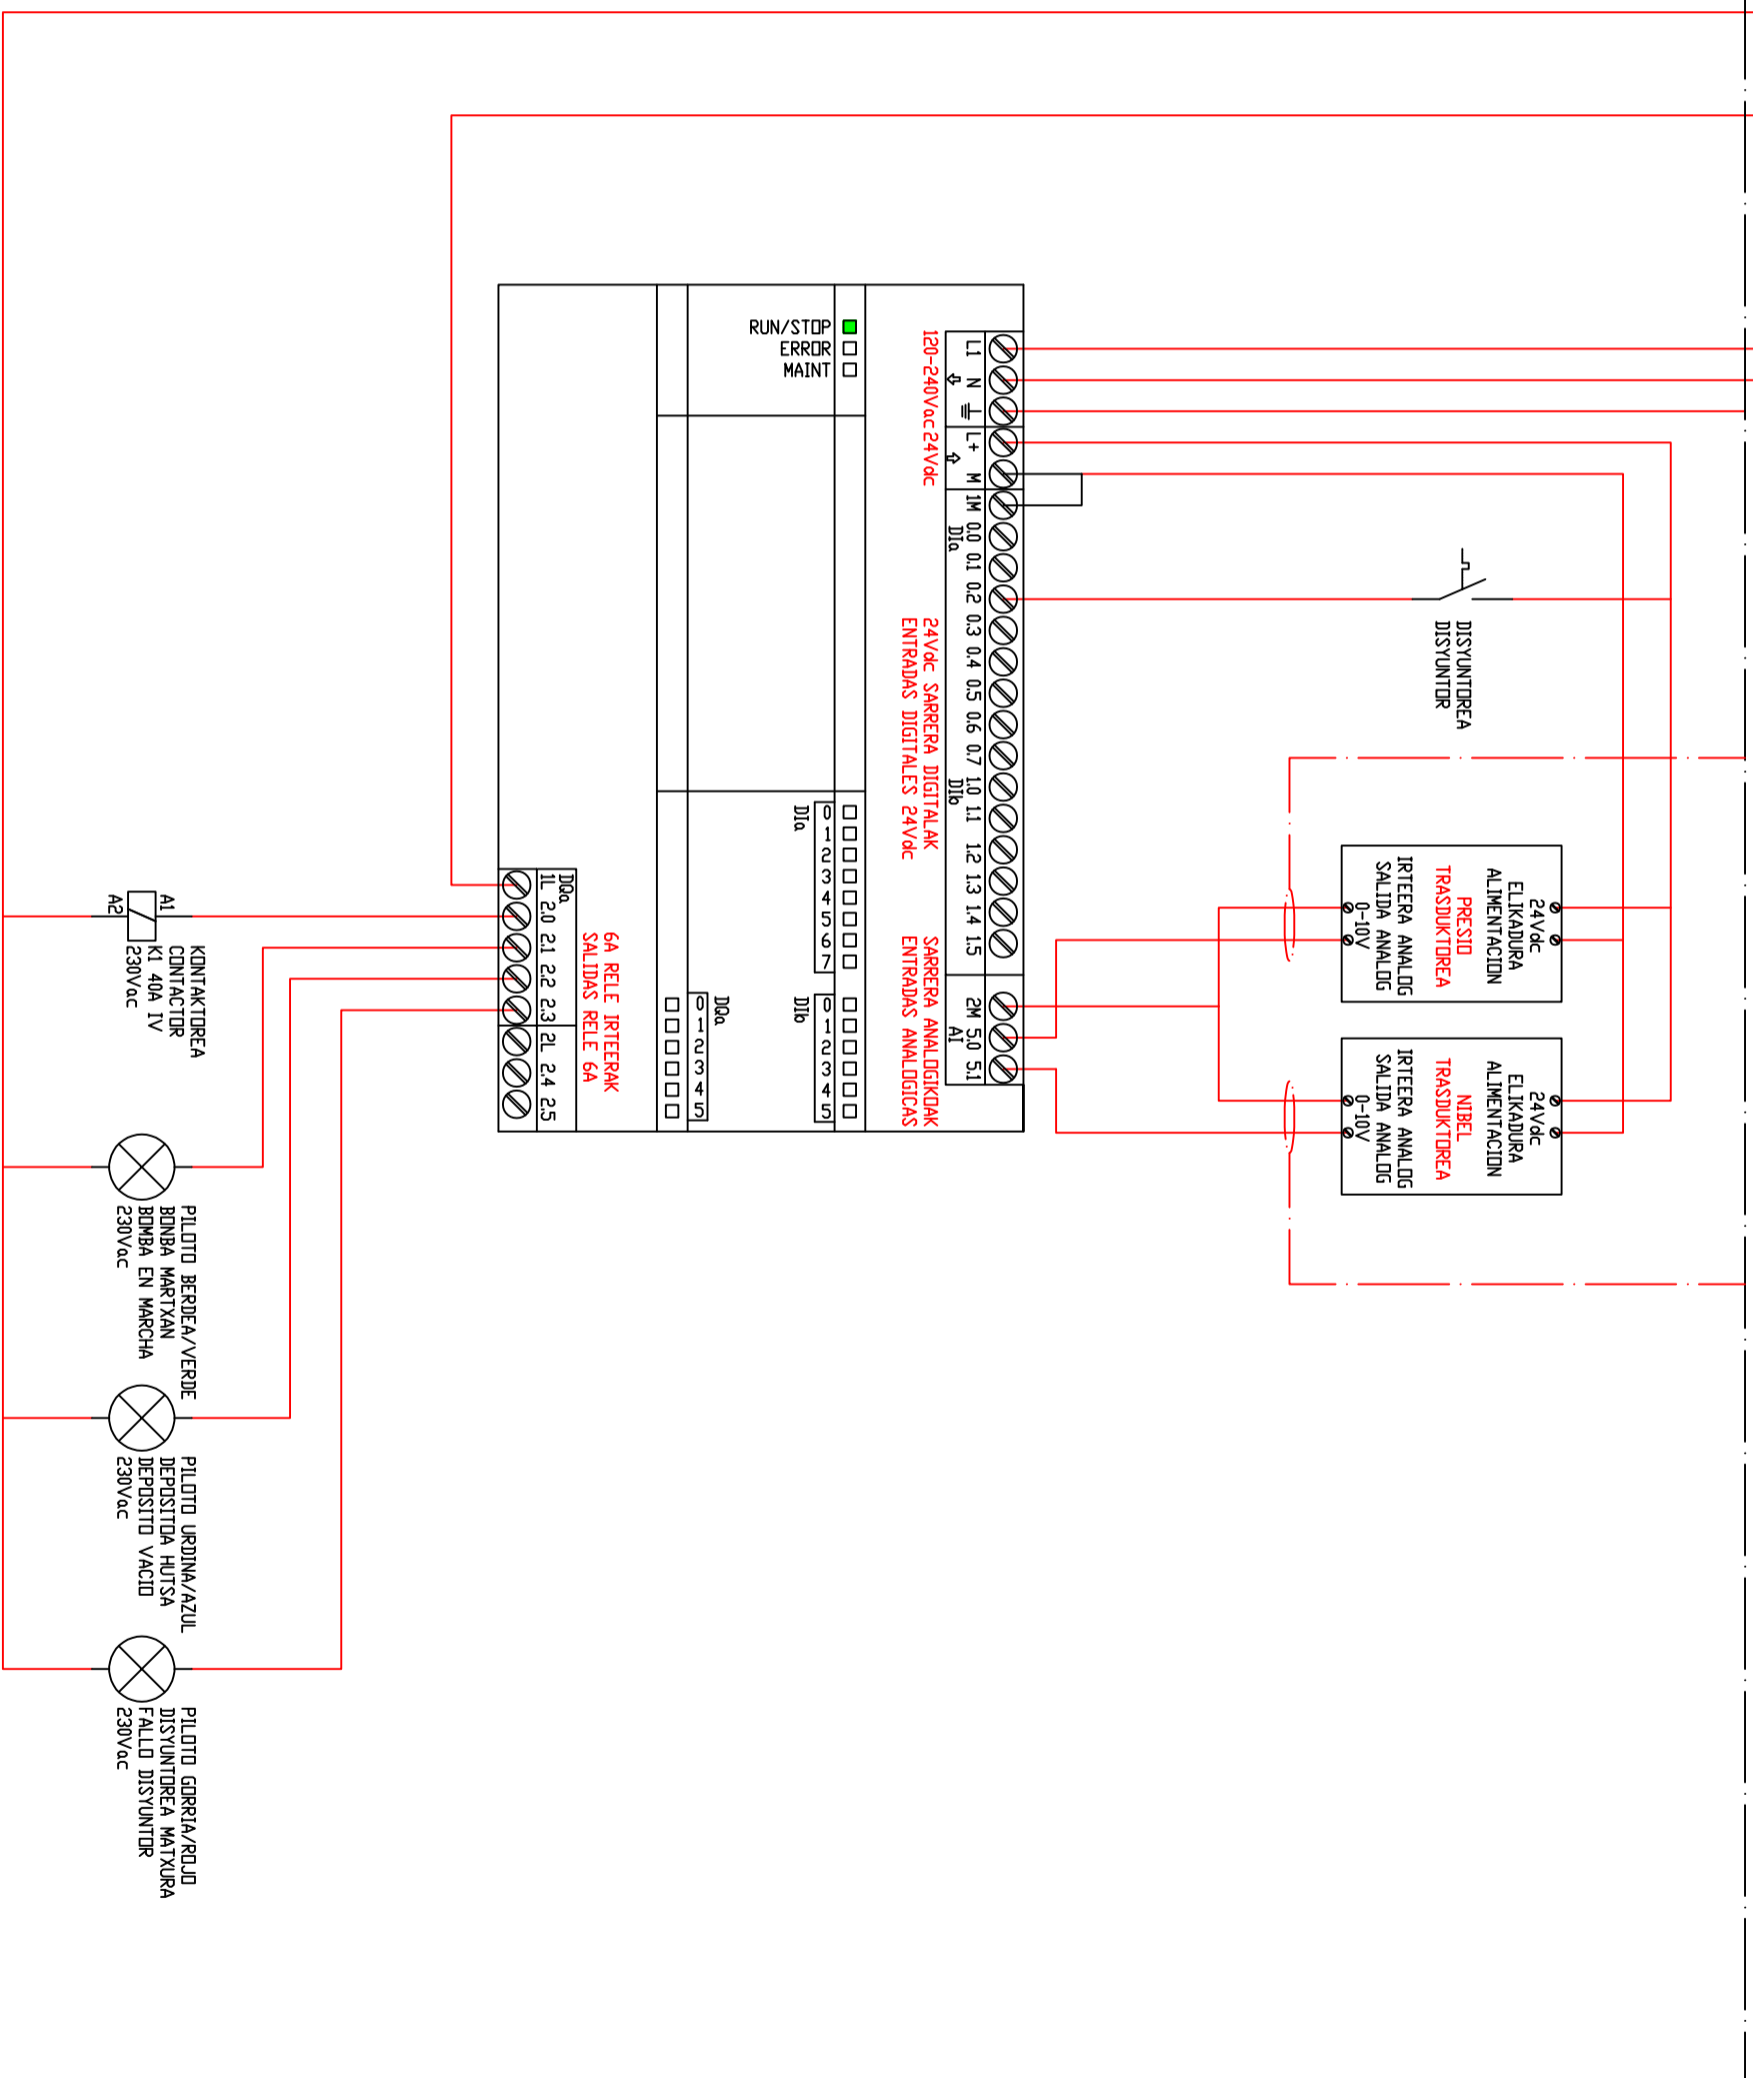 RUN/STOP
ERROR
MAINT
120-240Vac 24Vdc
L1 N L+ M 1M 0.0 0.1 0.2 0.3 0.4 0.5 0.6 0.7 1.0 1.1 1.2 1.3 1.4 1.5 2M 5.0 5.1
DIa DIb AI
24Vdc SARRERA DIGITALAK
ENTRADAS DIGITALES 24Vdc
SARRERA ANALOGIKOAK
ENTRADAS ANALOGICAS
DISYUNTOREA
DISYUNTOR
24Vdc
ELIKADURA
ALIMENTACION
PRESIO
TRASDUKTOREA
IRTEERA ANALOG
SALIDA ANALOG
0-10V
24Vdc
ELIKADURA
ALIMENTACION
NIBEL
TRASDUKTOREA
IRTEERA ANALOG
SALIDA ANALOG
0-10V
0 1 2 3 4 5 6 7
DIa
0 1 2 3 4 5
DIb
DQa
0 1 2 3 4 5
6A RELE IRTEERAK
SALIDAS RELE 6A
DQa
1L 2.0 2.1 2.2 2.3 2L 2.4 2.5
A1
A2
KONTAKTOREA
CONTACTOR
K1 40A IV
230Vac
PILOTO BERDEA/VERDE
BONBA MARTXAN
BOMBA EN MARCHA
230Vac
PILOTO URDINA/AZUL
DEPOSITOA HUTSA
DEPOSITO VACIO
230Vac
PILOTO GORRIA/ROJO
DISYUNTOREA MATXURA
FALLO DISYUNTOR
230Vac